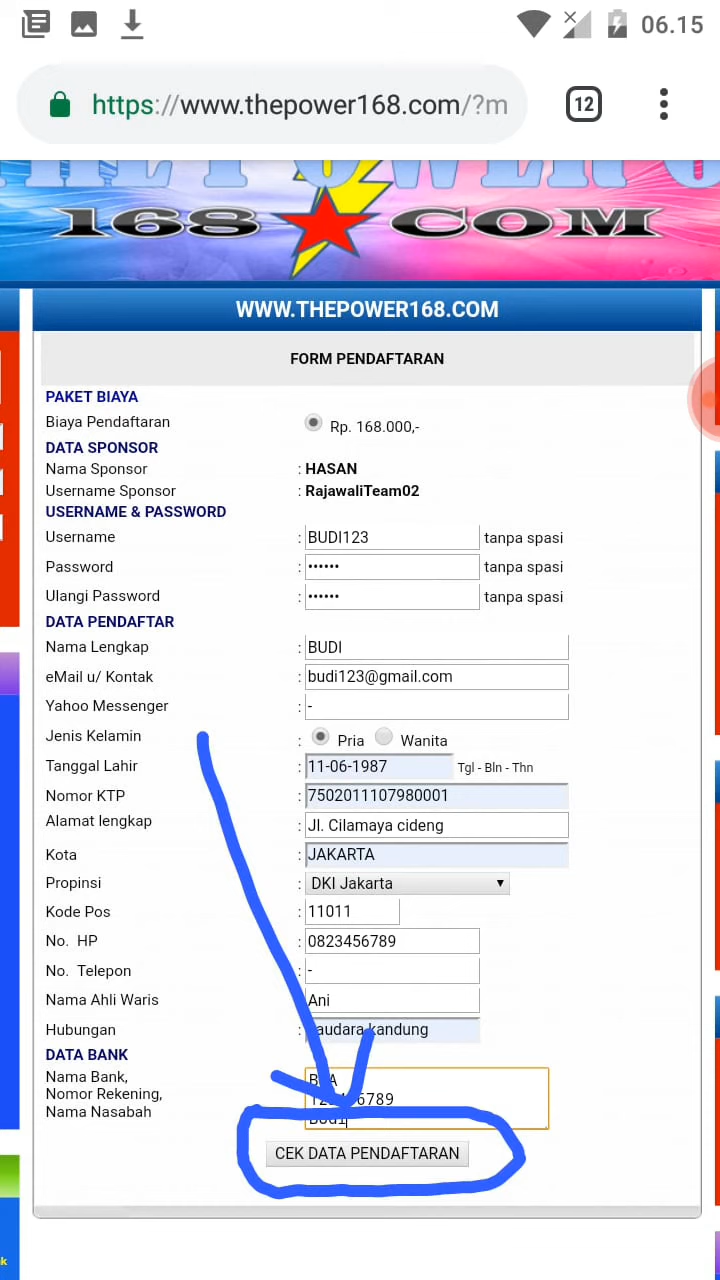 06.15
https://www.thepower168.com/?m
12
168 COM
WWW.THEPOWER168.COM
FORM PENDAFTARAN
PAKET BIAYA
Biaya Pendaftaran Rp. 168.000,-
DATA SPONSOR
Nama Sponsor : HASAN
Username Sponsor : RajawaliTeam02
USERNAME & PASSWORD
Username : BUDI123 tanpa spasi
Password : •••••• tanpa spasi
Ulangi Password : •••••• tanpa spasi
DATA PENDAFTAR
Nama Lengkap : BUDI
eMail u/ Kontak : budi123@gmail.com
Yahoo Messenger : -
Jenis Kelamin : Pria Wanita
Tanggal Lahir : 11-06-1987 Tgl - Bln - Thn
Nomor KTP : 7502011107980001
Alamat lengkap : Jl. Cilamaya cideng
Kota : JAKARTA
Propinsi : DKI Jakarta
Kode Pos : 11011
No. HP : 0823456789
No. Telepon : -
Nama Ahli Waris : Ani
Hubungan : kandung
DATA BANK
Nama Bank,
Nomor Rekening,
Nama Nasabah
Budi
CEK DATA PENDAFTARAN
k